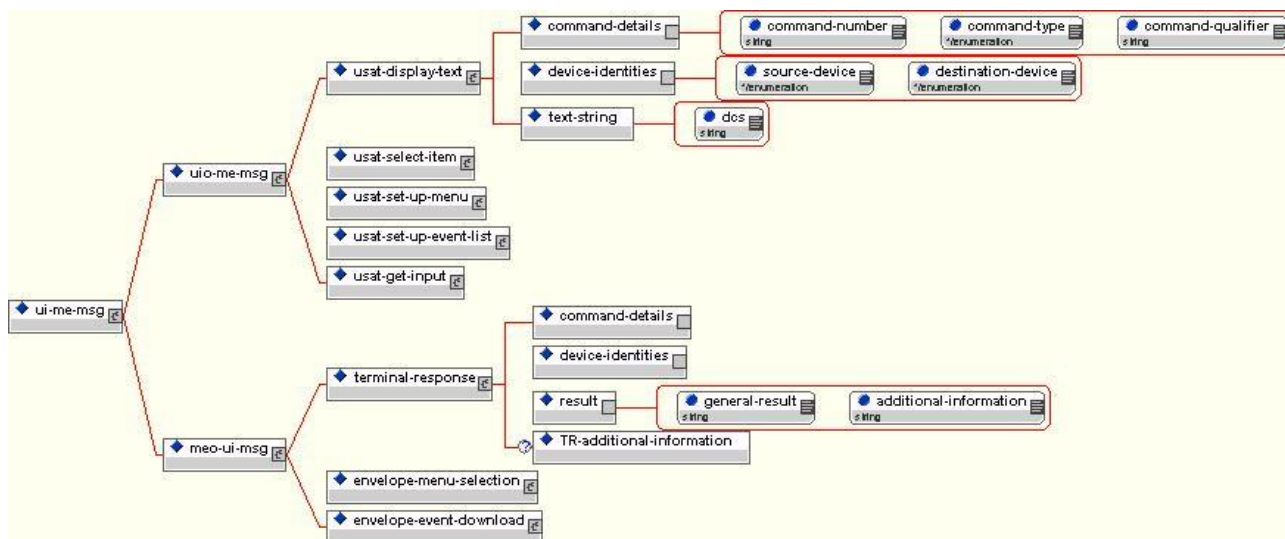 command-details
command-number
string
command-type
*/enumeration
command-qualifier
string
usat-display-text
device-identities
source-device
*/enumeration
destination-device
*/enumeration
text-string
dcs
string
usat-select-item
uio-me-msg
usat-set-up-menu
usat-set-up-event-list
usat-get-input
ui-me-msg
command-details
device-identities
terminal-response
result
general-result
string
additional-information
string
?
TR-additional-information
meo-ui-msg
envelope-menu-selection
envelope-event-download